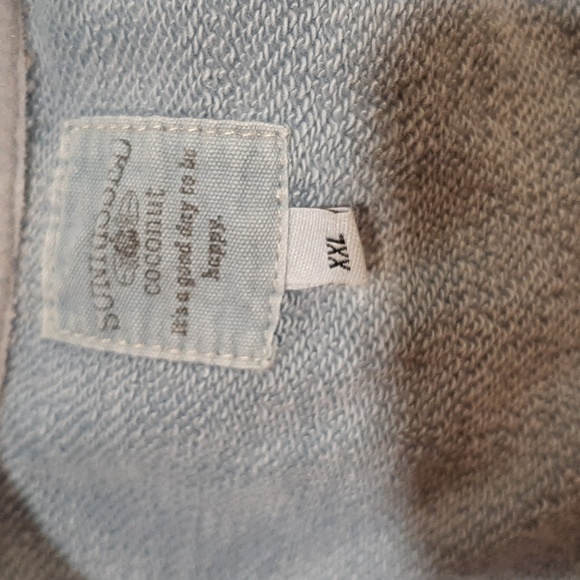 coconut
it's a good day to be
happy.
XXL